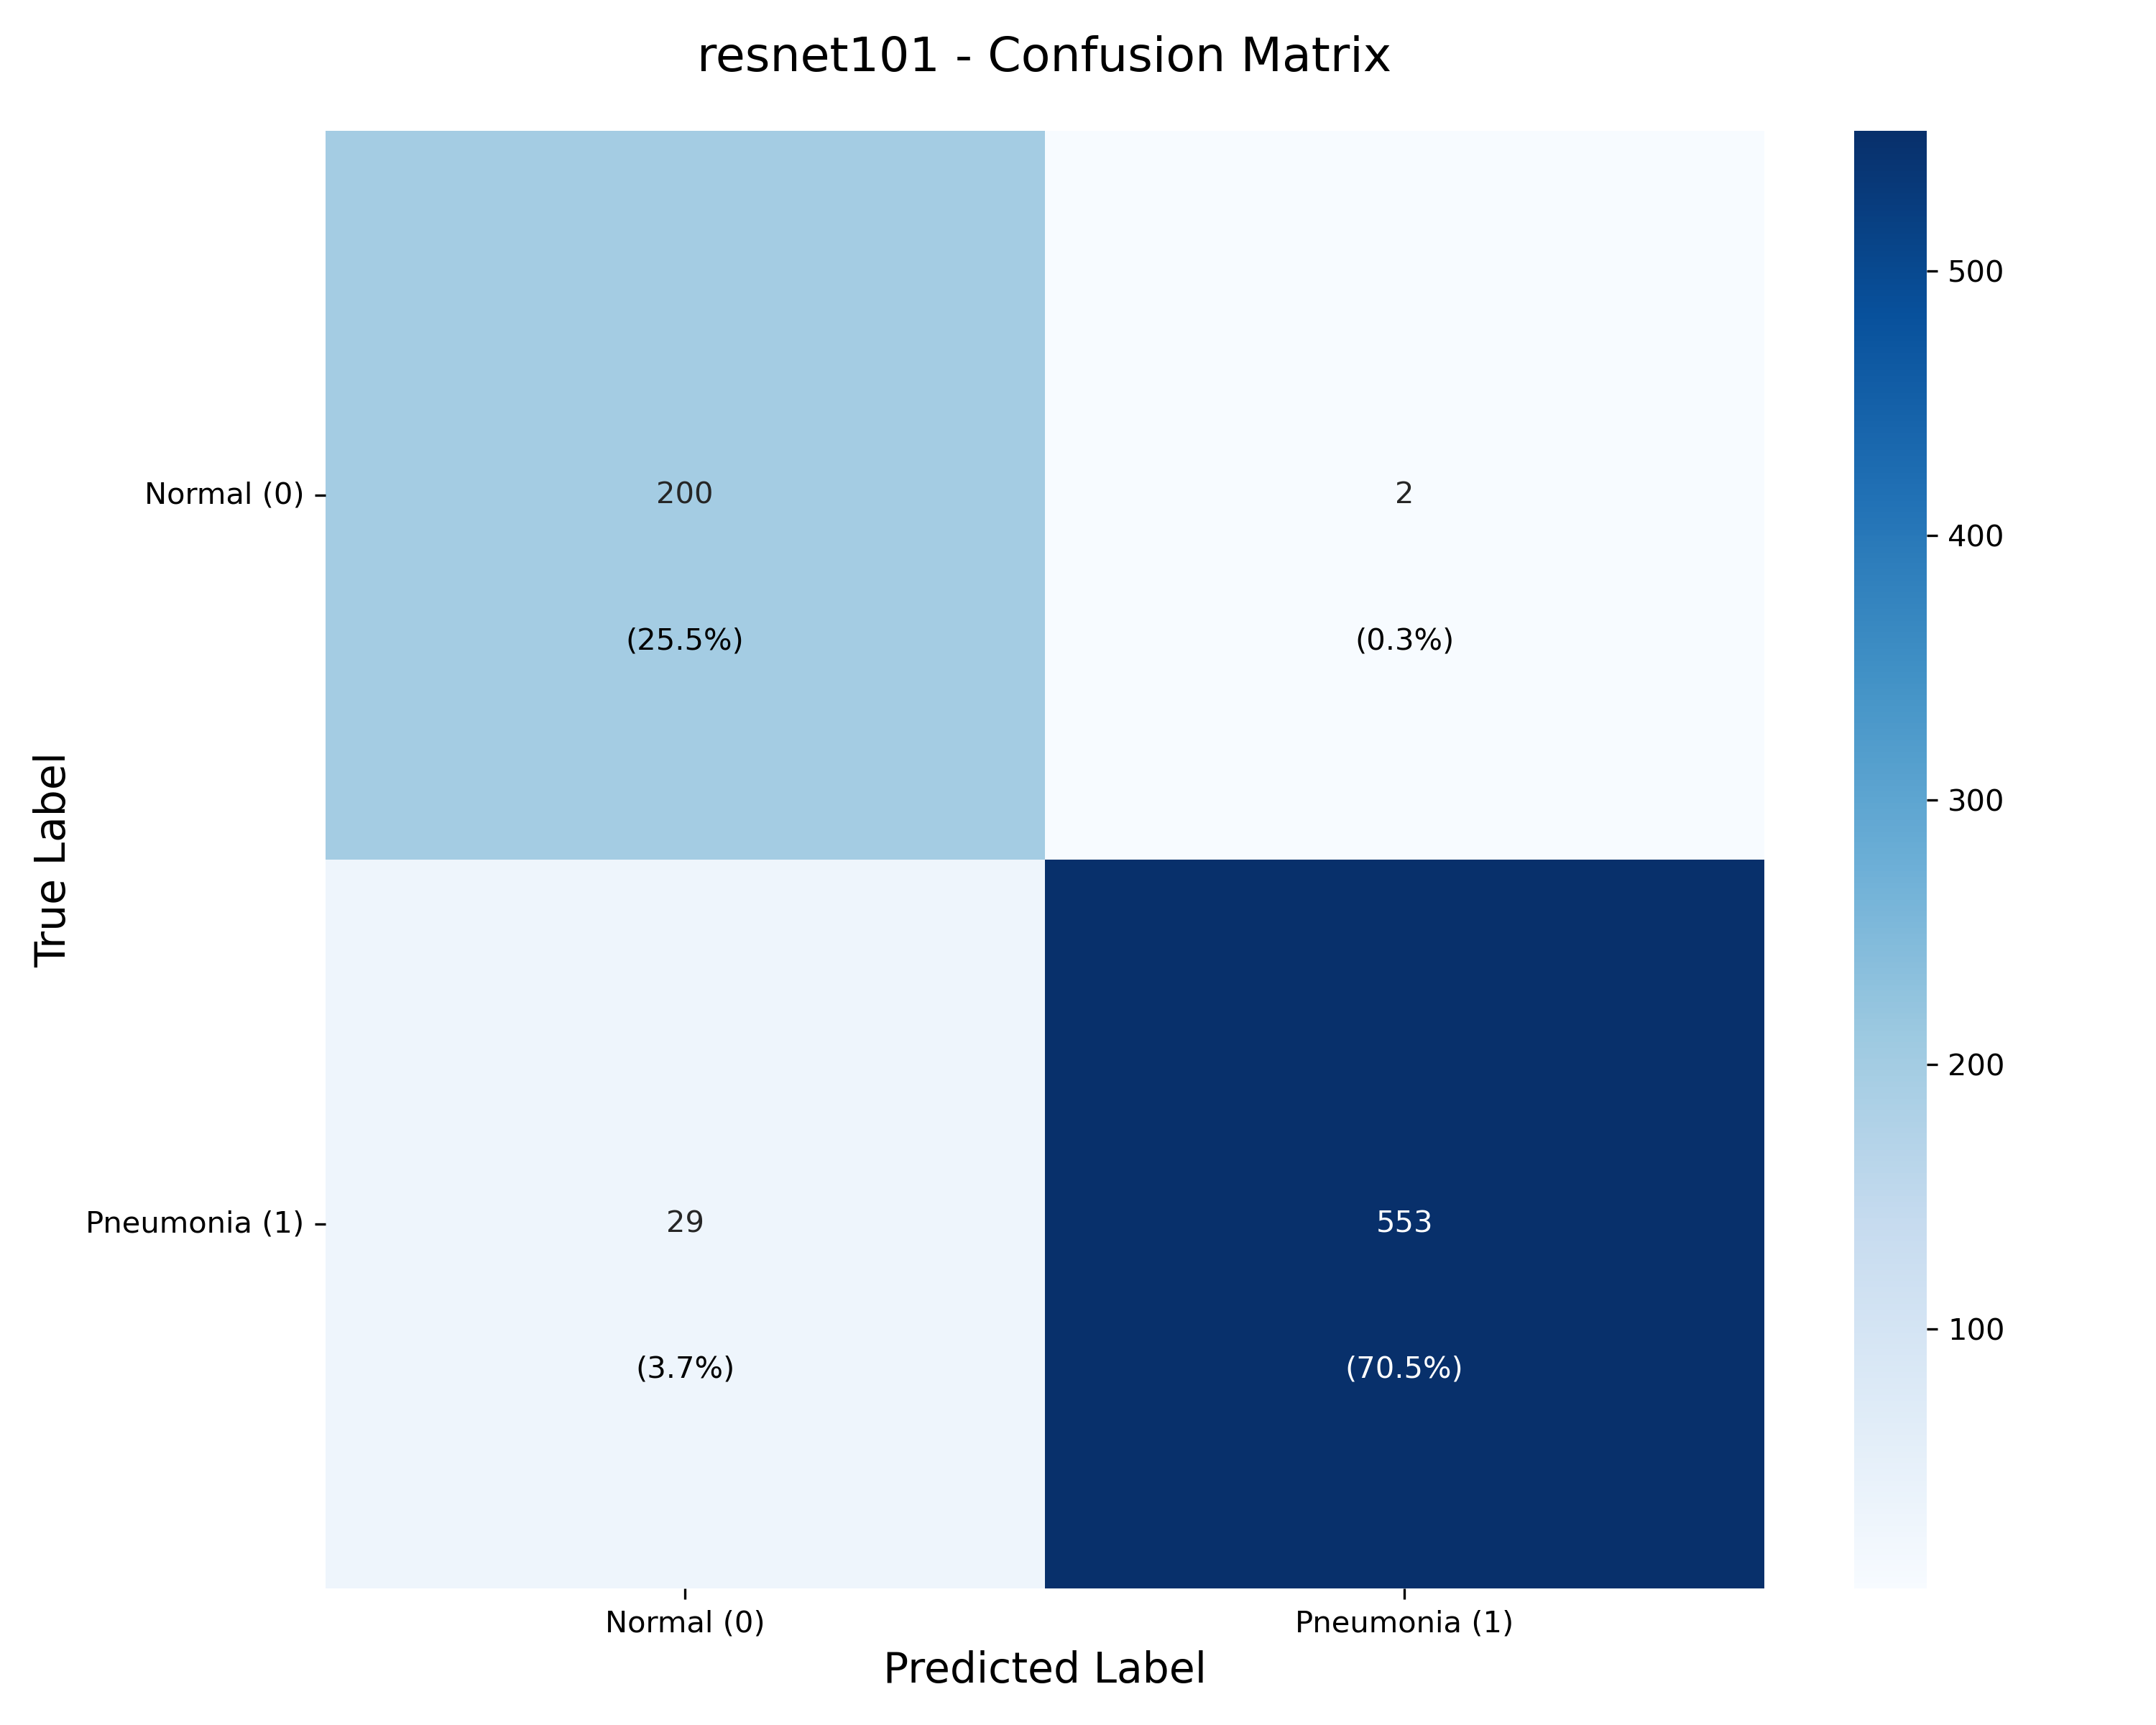 resnet101 - Confusion Matrix
True Label
Normal (0)
200
2
(25.5%)
(0.3%)
Pneumonia (1)
29
553
(3.7%)
(70.5%)
Normal (0)
Pneumonia (1)
Predicted Label
500
400
300
200
100